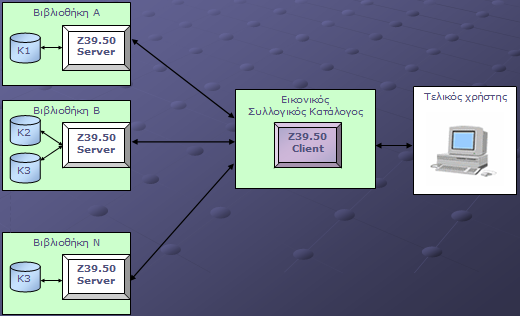 Βιβλιοθήκη Α
K1
Z39.50
Server
Βιβλιοθήκη Β
K2
K3
Z39.50
Server
Βιβλιοθήκη Ν
K3
Z39.50
Server
Εικονικός
Συλλογικός Κατάλογος
Z39.50
Client
Τελικός χρήστης